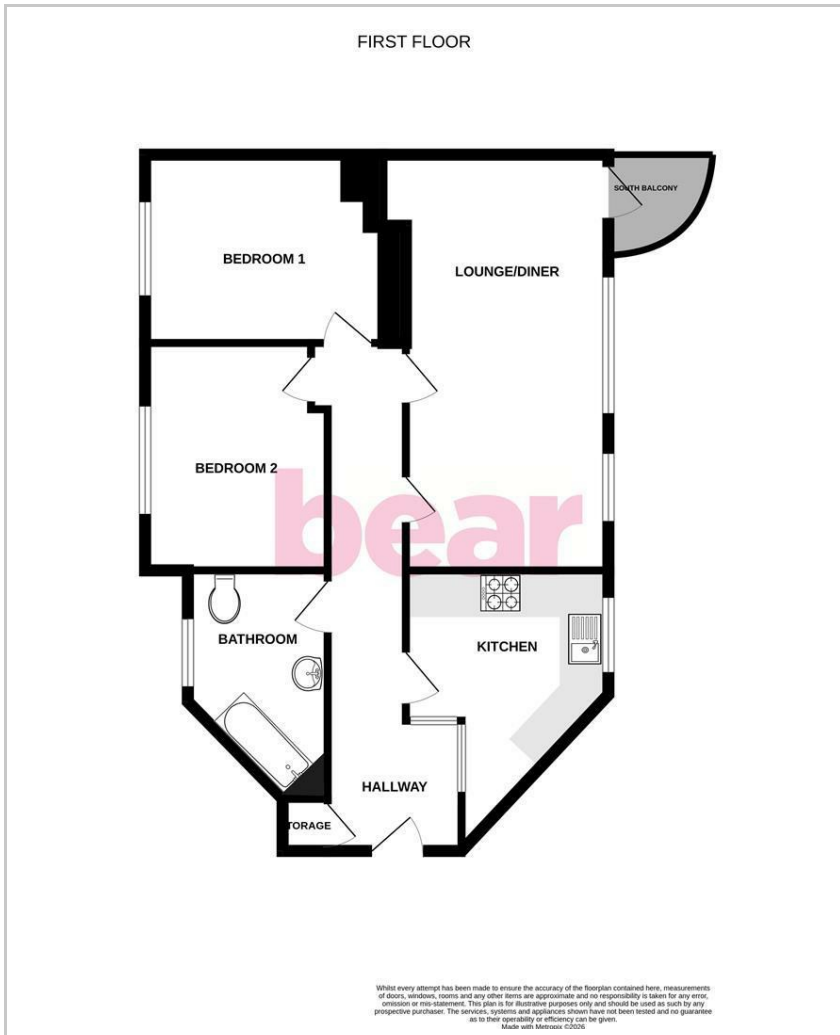 FIRST FLOOR
SOUTH BALCONY
BEDROOM 1
LOUNGE/DINER
BEDROOM 2
bear
BATHROOM
KITCHEN
HALLWAY
TORAGE
Whilst every attempt has been made to ensure the accuracy of the floorplan contained here, measurements
of doors, windows, rooms and any other items are approximate and no responsibility is taken for any error,
omission or mis-statement. This plan is for illustrative purposes only and should be used as such by any
prospective purchaser. The services, systems and appliances shown have not been tested and no guarantee
as to their operability or efficiency can be given.
Made with Metropix ©2026